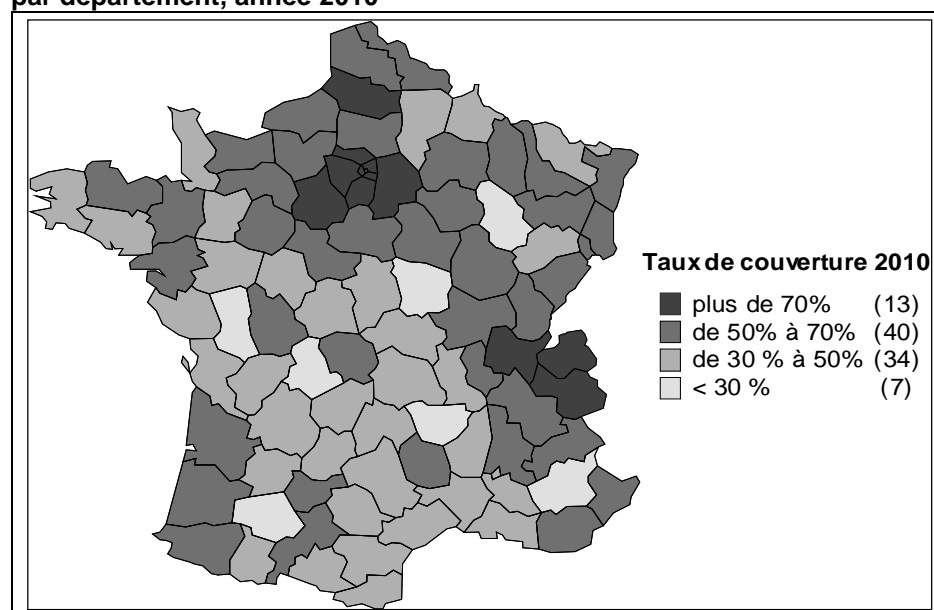 par département, année 2010
Taux de couverture 2010
plus de 70% (13)
de 50% à 70% (40)
de 30 % à 50% (34)
< 30 % (7)